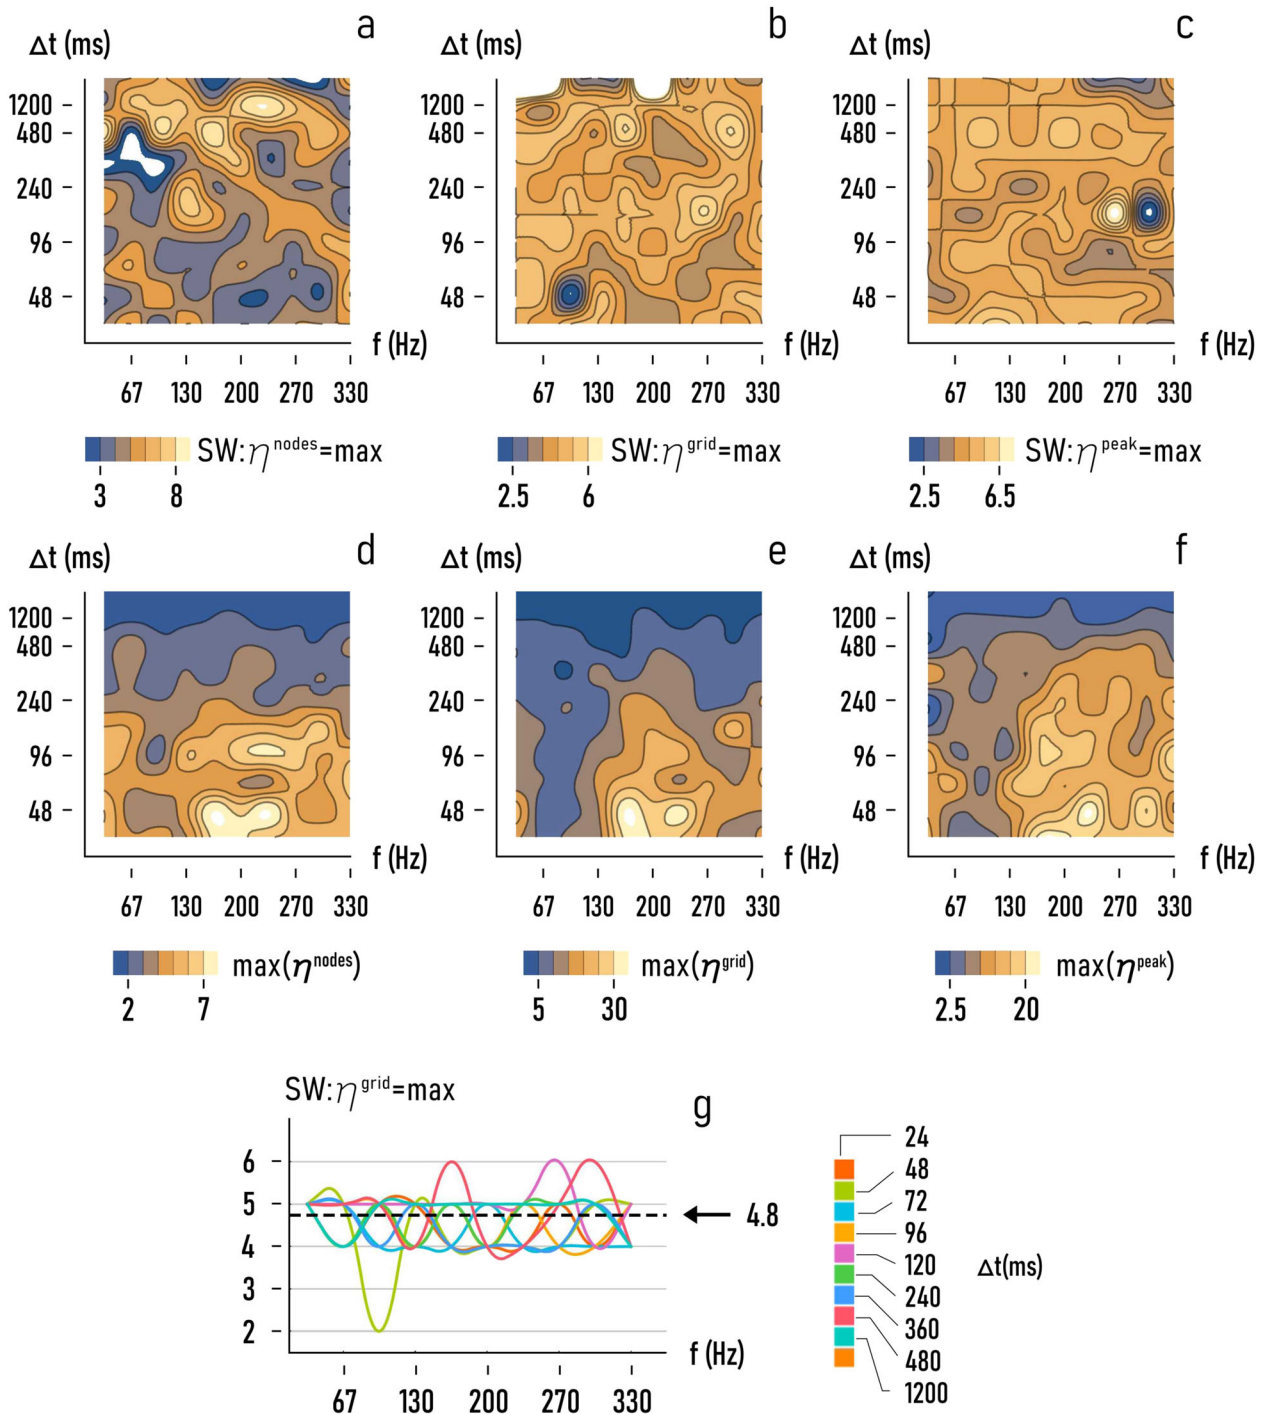 a
b
c
Δt (ms)
Δt (ms)
Δt (ms)
1200
480
240
96
48
1200
480
240
96
48
1200
480
240
96
48
f (Hz)
f (Hz)
f (Hz)
67 130 200 270 330
67 130 200 270 330
67 130 200 270 330
SW: η^nodes=max
SW: η^grid=max
SW: η^peak=max
3 8
2.5 6
2.5 6.5
d
e
f
Δt (ms)
Δt (ms)
Δt (ms)
1200
480
240
96
48
1200
480
240
96
48
1200
480
240
96
48
f (Hz)
f (Hz)
f (Hz)
67 130 200 270 330
67 130 200 270 330
67 130 200 270 330
max(η^nodes)
max(η^grid)
max(η^peak)
2 7
5 30
2.5 20
SW: η^grid=max
g
6
5
4
3
2
4.8
f (Hz)
67 130 200 270 330
24
48
72
96
120
240
360
480
1200
Δt(ms)